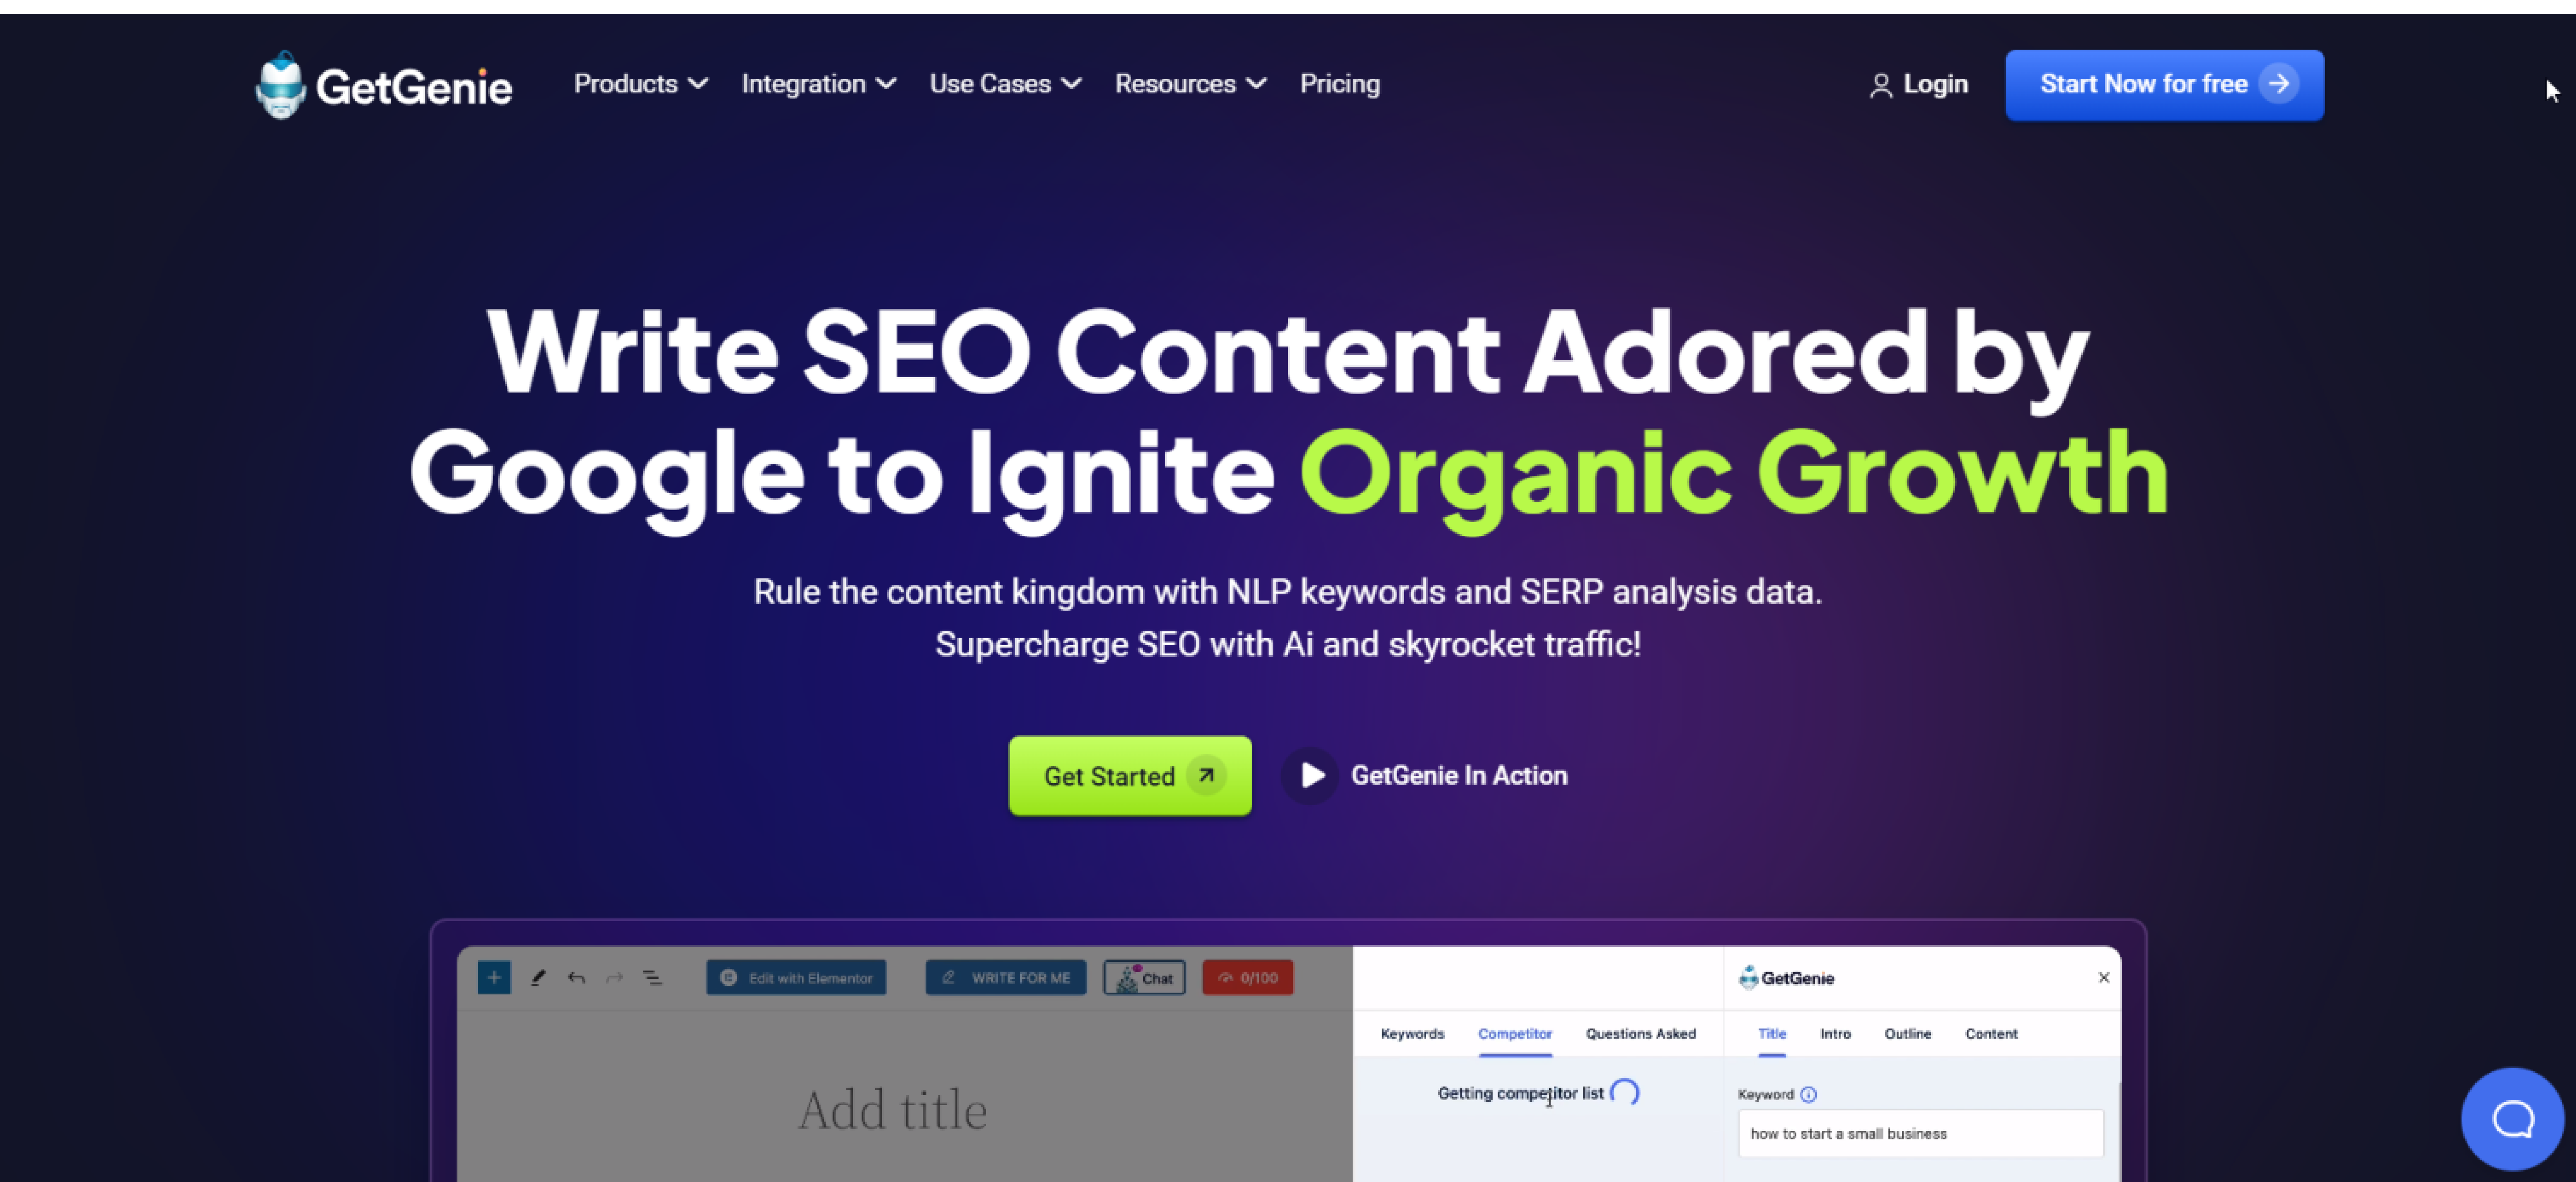 GetGenie
Products
Integration
Use Cases
Resources
Pricing
Login
Start Now for free
Write SEO Content Adored by
Google to Ignite Organic Growth
Rule the content kingdom with NLP keywords and SERP analysis data.
Supercharge SEO with Ai and skyrocket traffic!
Get Started
GetGenie In Action
Edit with Elementor
WRITE FOR ME
Chat
0/100
GetGenie
Keywords
Competitor
Questions Asked
Title
Intro
Outline
Content
Add title
Getting competitor list
Keyword
how to start a small business